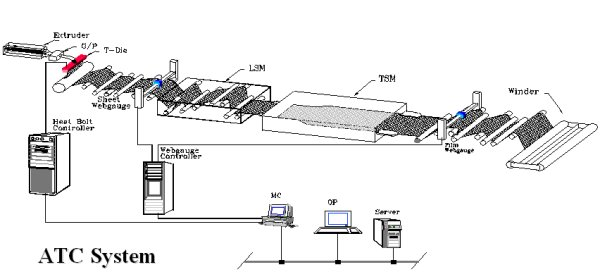 Extruder
G/P
T-Die
LSM
TSM
Winder
Sheet
Webgauge
Film
Webgauge
Heat Bolt
Controller
Webgauge
Controller
MC
OP
Server
ATC System